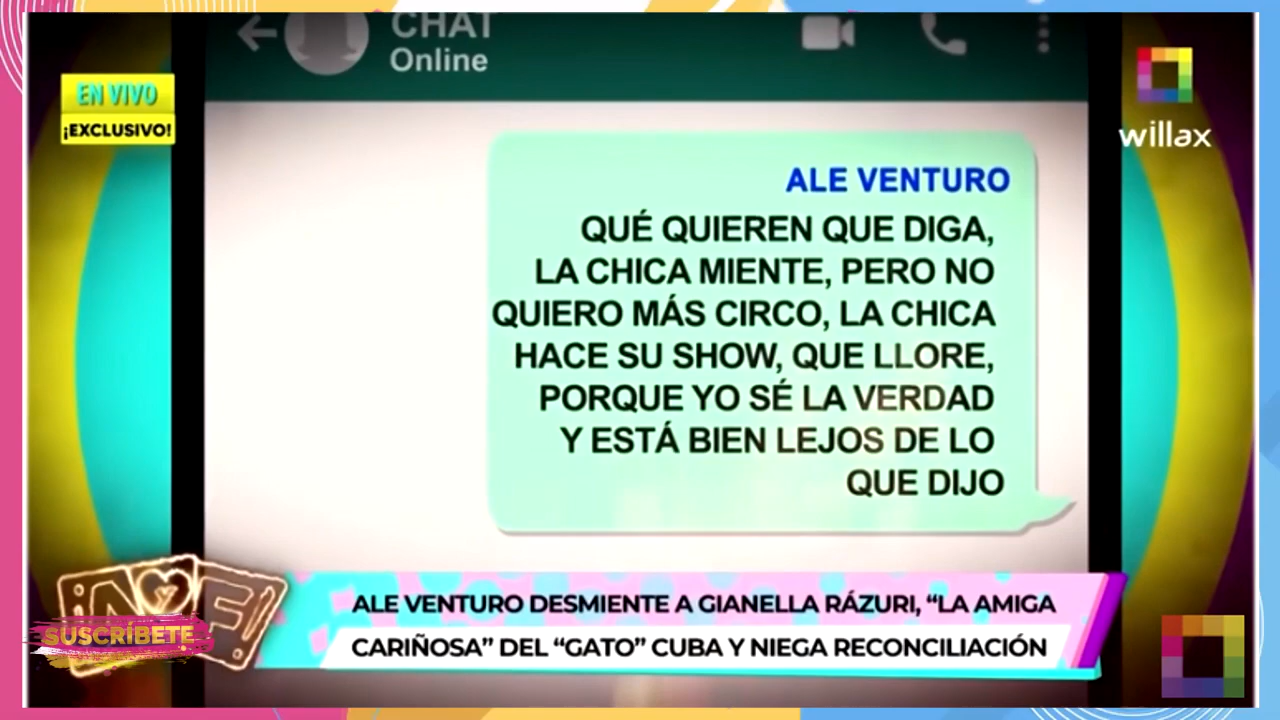 CHAT
Online
EN VIVO
¡EXCLUSIVO!
willax
ALE VENTURO
QUÉ QUIEREN QUE DIGA,
LA CHICA MIENTE, PERO NO
QUIERO MÁS CIRCO, LA CHICA
HACE SU SHOW, QUE LLORE,
PORQUE YO SÉ LA VERDAD
Y ESTÁ BIEN LEJOS DE LO
QUE DIJO
SUSCRÍBETE
ALE VENTURO DESMIENTE A GIANELLA RÁZURI, “LA AMIGA
CARIÑOSA” DEL “GATO” CUBA Y NIEGA RECONCILIACIÓN